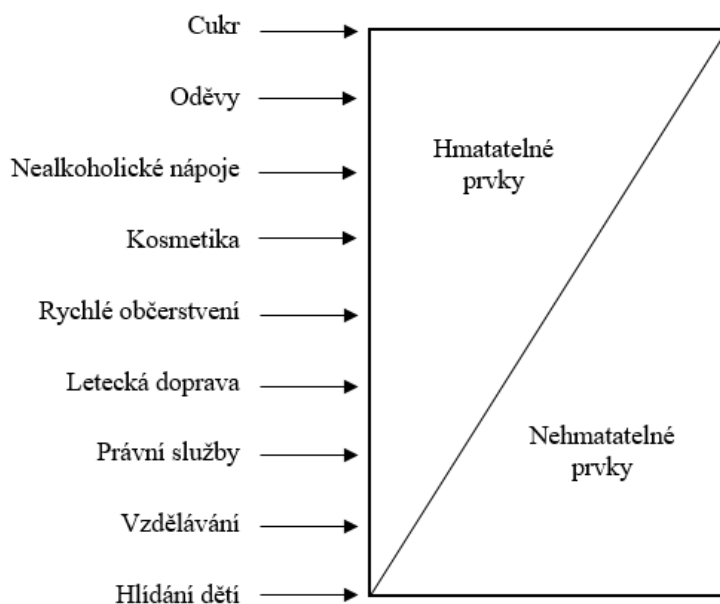 Cukr
Oděvy
Nealkoholické nápoje
Kosmetika
Rychlé občerstvení
Letecká doprava
Právní služby
Vzdělávání
Hlídání dětí
Hmatatelné
prvky
Nehmatatelné
prvky